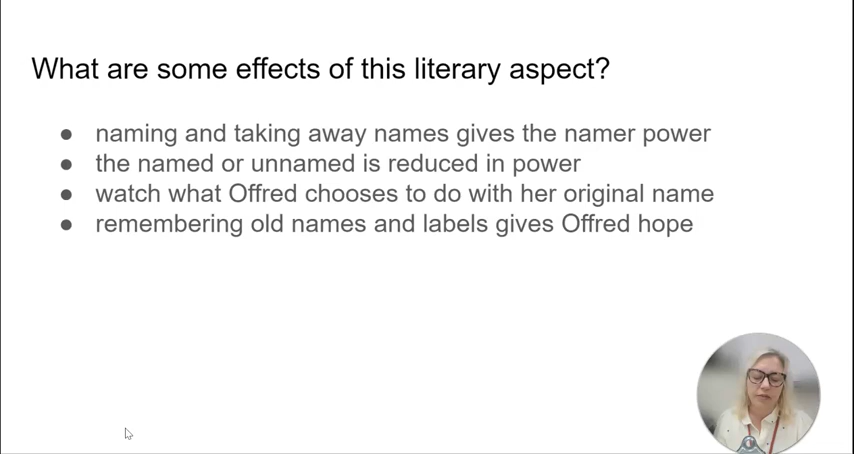 What are some effects of this literary aspect?
● naming and taking away names gives the namer power
● the named or unnamed is reduced in power
● watch what Offred chooses to do with her original name
● remembering old names and labels gives Offred hope